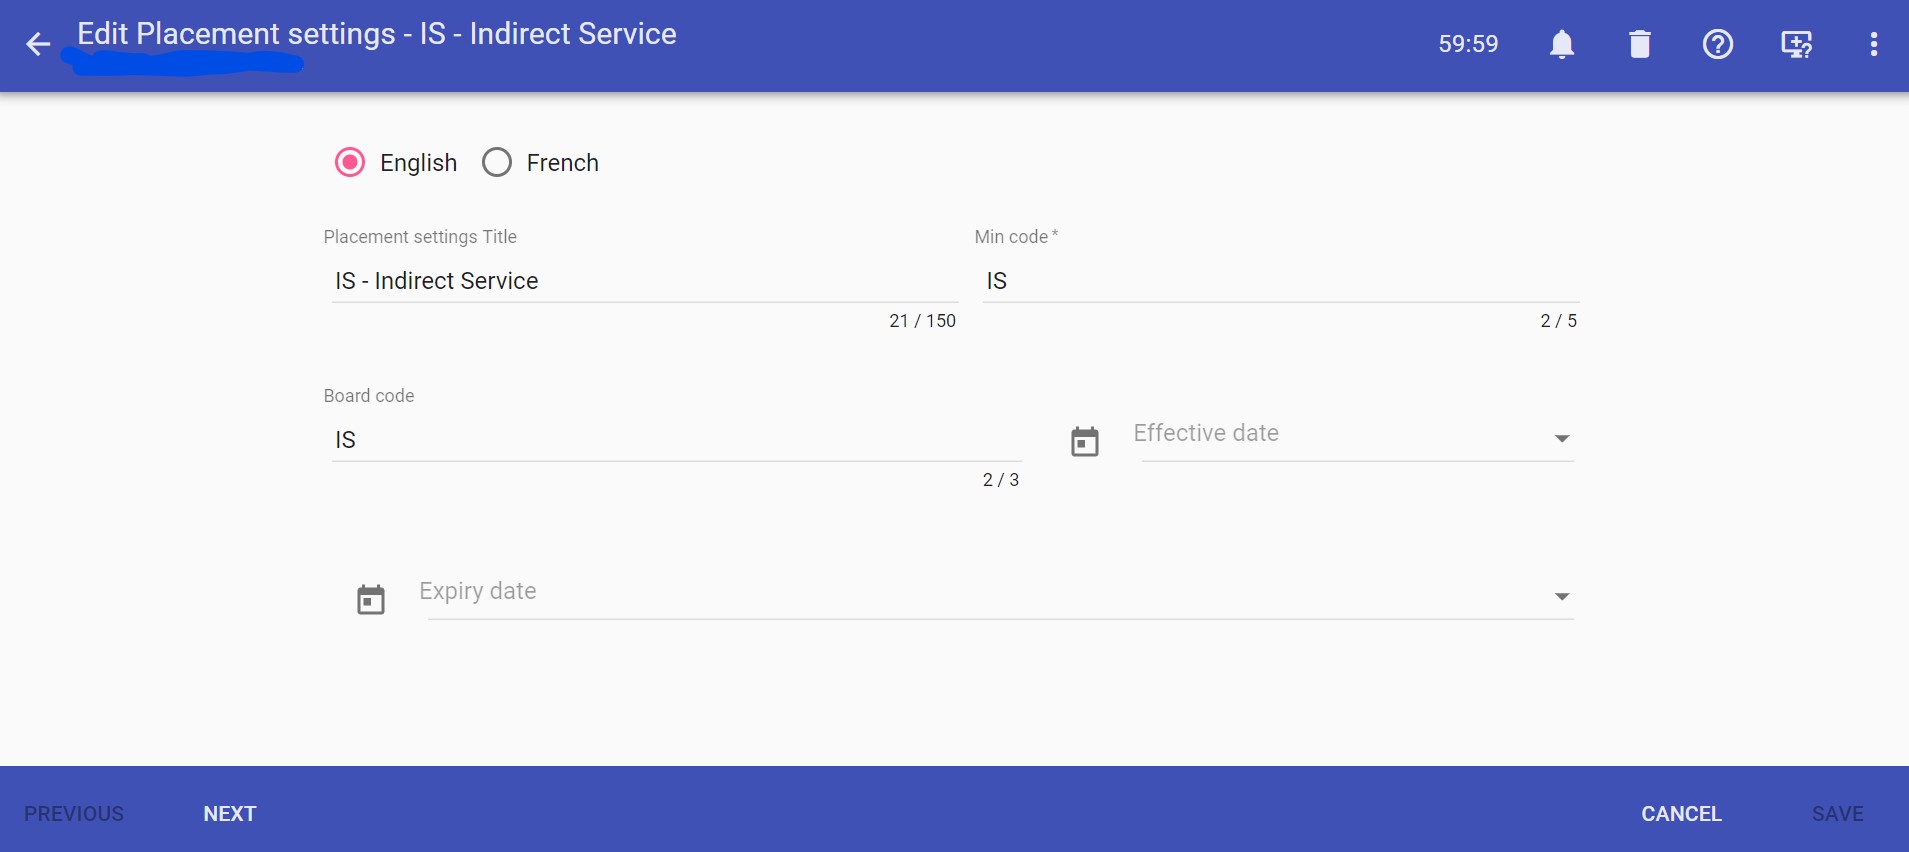 Edit Placement settings - IS - Indirect Service
59:59
English French
Placement settings Title Min code *
IS - Indirect Service IS
21 / 150 2 / 5
Board code
IS Effective date
2 / 3
Expiry date
PREVIOUS NEXT CANCEL SAVE